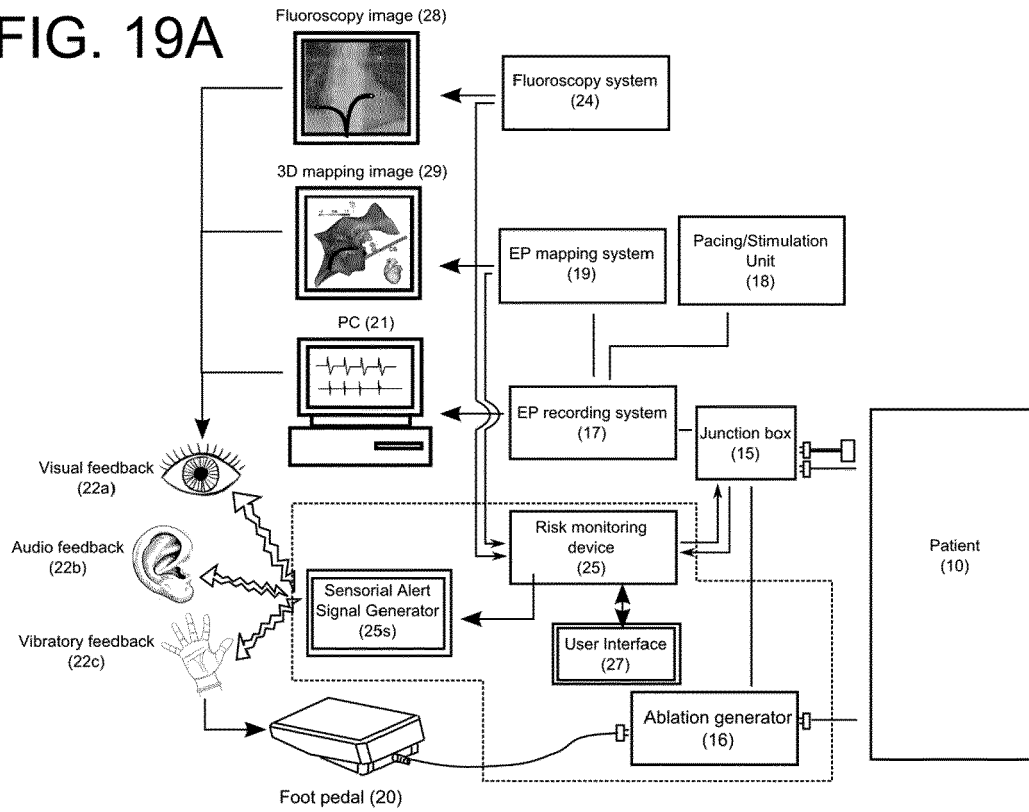 FIG. 19A
Fluoroscopy image (28)
Fluoroscopy system
(24)
3D mapping image (29)
EP mapping system
(19)
Pacing/Stimulation
Unit
(18)
PC (21)
EP recording system
(17)
Junction box
(15)
Patient
(10)
Visual feedback
(22a)
Audio feedback
(22b)
Vibratory feedback
(22c)
Risk monitoring
device
(25)
Sensorial Alert
Signal Generator
(25s)
User Interface
(27)
Ablation generator
(16)
Foot pedal (20)